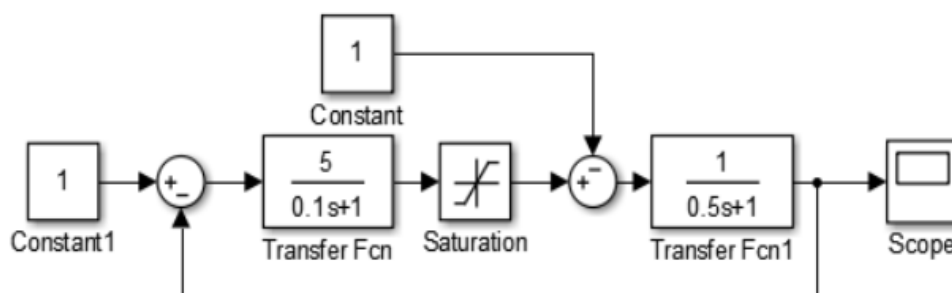 1
Constant
1
Constant1
+
−
5
0.1s+1
Transfer Fcn
Saturation
−
+
1
0.5s+1
Transfer Fcn1
Scope